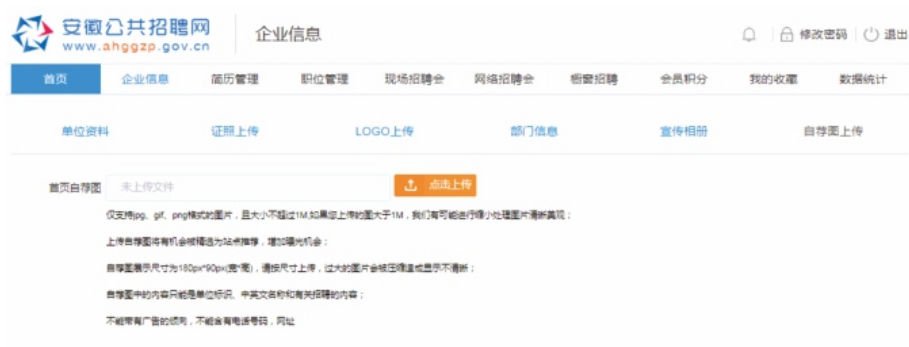 安徽公共招聘网
www.ahggzp.gov.cn
企业信息
修改密码
退出
首页 企业信息 简历管理 职位管理 现场招聘会 网络招聘会 橱窗招聘 会员积分 我的收藏 数据统计
单位资料 证照上传 LOGO上传 部门信息 宣传相册 自荐图上传
首页自荐图 未上传文件 点击上传
仅支持jpg、gif、png格式的图片，且大小不超过1M,如果您上传的图大于1M，我们有可能进行缩小处理图片清晰美观；
上传自荐图将有机会被精选为站点推荐，增加曝光机会；
自荐图展示尺寸为180px*90px(宽*高)，请按尺寸上传，过大的图片会被压缩造成显示不清晰；
自荐图中的内容只能是单位标识、中英文名称和有关招聘的内容；
不能带有广告的倾向，不能含有电话号码，网址